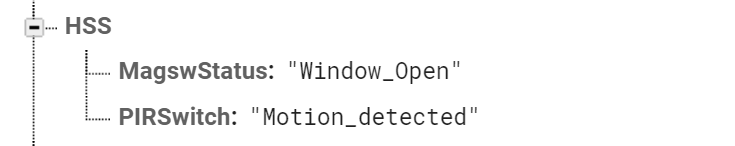 HSS
MagswStatus: "Window_Open"
PIRSwitch: "Motion_detected"